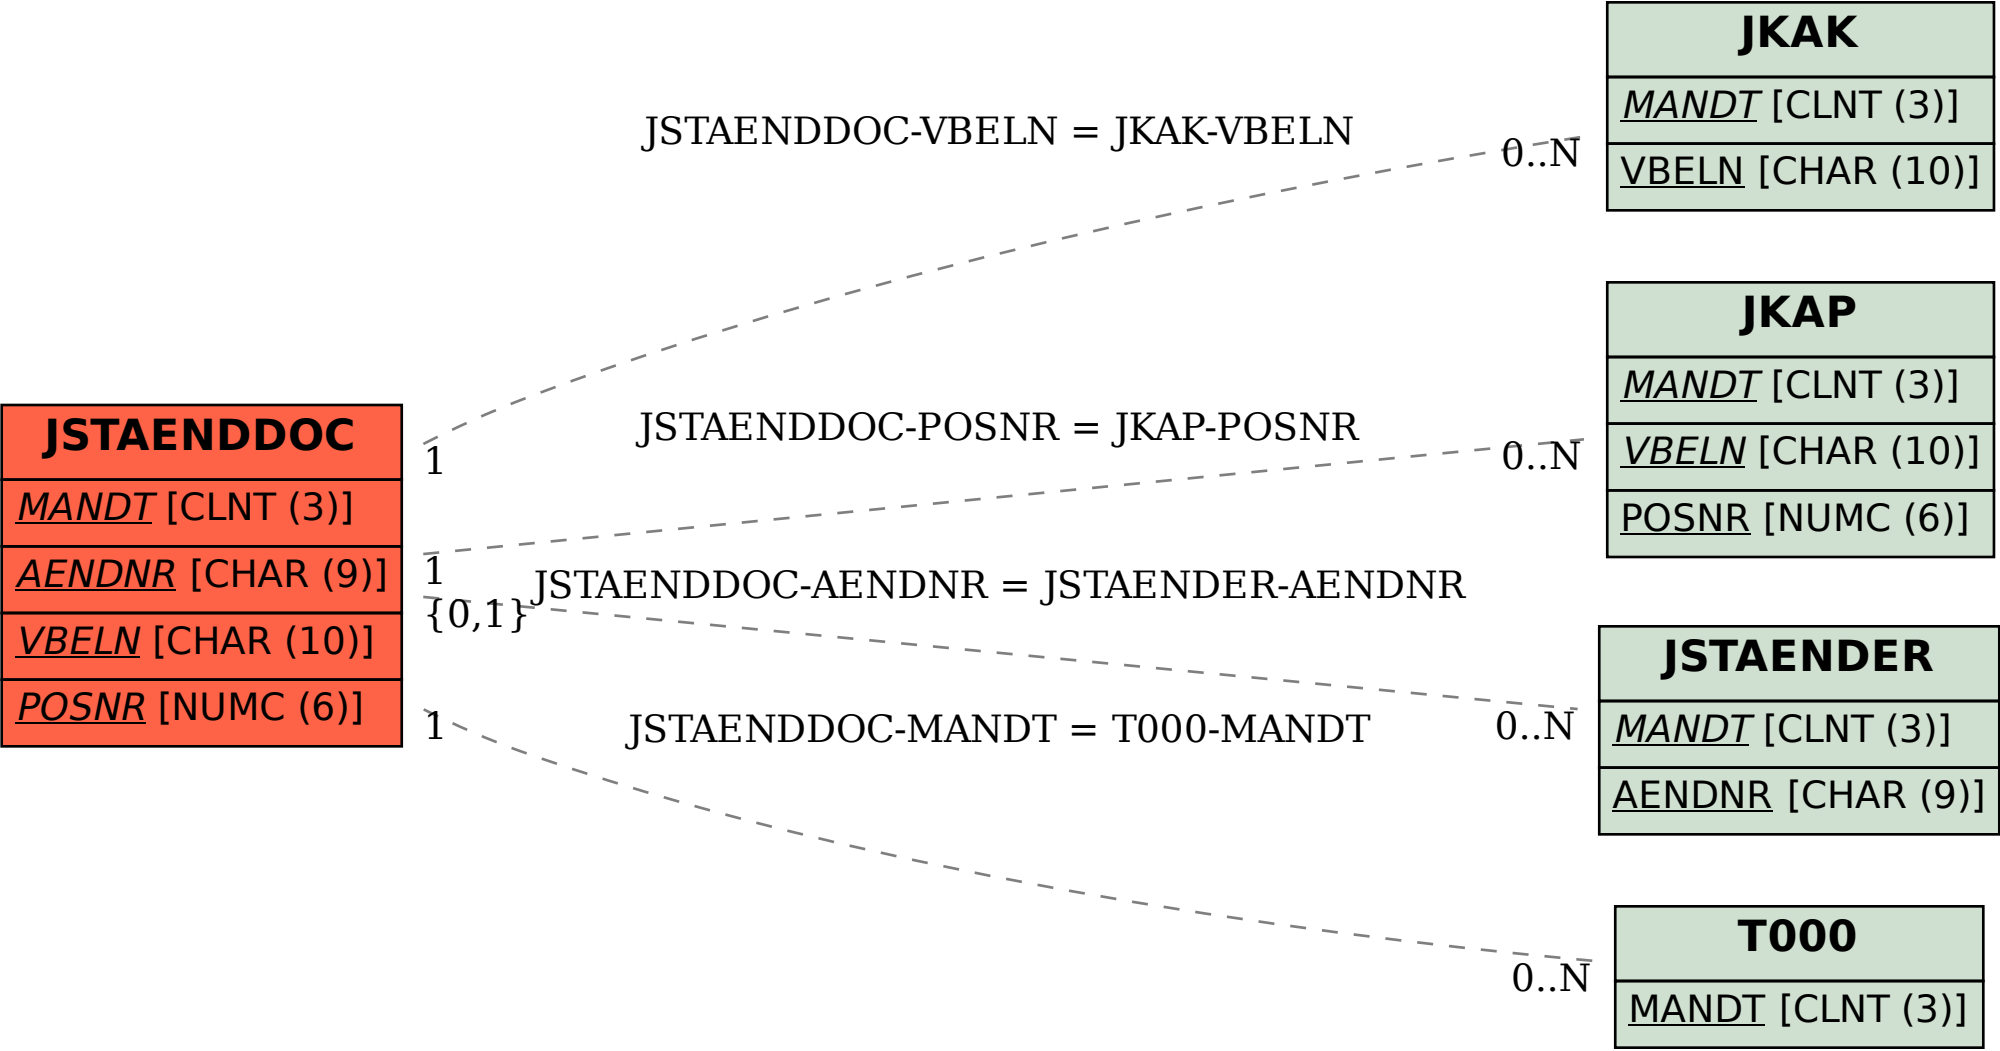 JSTAENDDOC
MANDT [CLNT (3)]
AENDNR [CHAR (9)]
VBELN [CHAR (10)]
POSNR [NUMC (6)]
JSTAENDDOC-VBELN = JKAK-VBELN
1
0..N
JSTAENDDOC-POSNR = JKAP-POSNR
1
0..N
JSTAENDDOC-AENDNR = JSTAENDER-AENDNR
{0,1}
0..N
JSTAENDDOC-MANDT = T000-MANDT
1
0..N
JKAK
MANDT [CLNT (3)]
VBELN [CHAR (10)]
JKAP
MANDT [CLNT (3)]
VBELN [CHAR (10)]
POSNR [NUMC (6)]
JSTAENDER
MANDT [CLNT (3)]
AENDNR [CHAR (9)]
T000
MANDT [CLNT (3)]